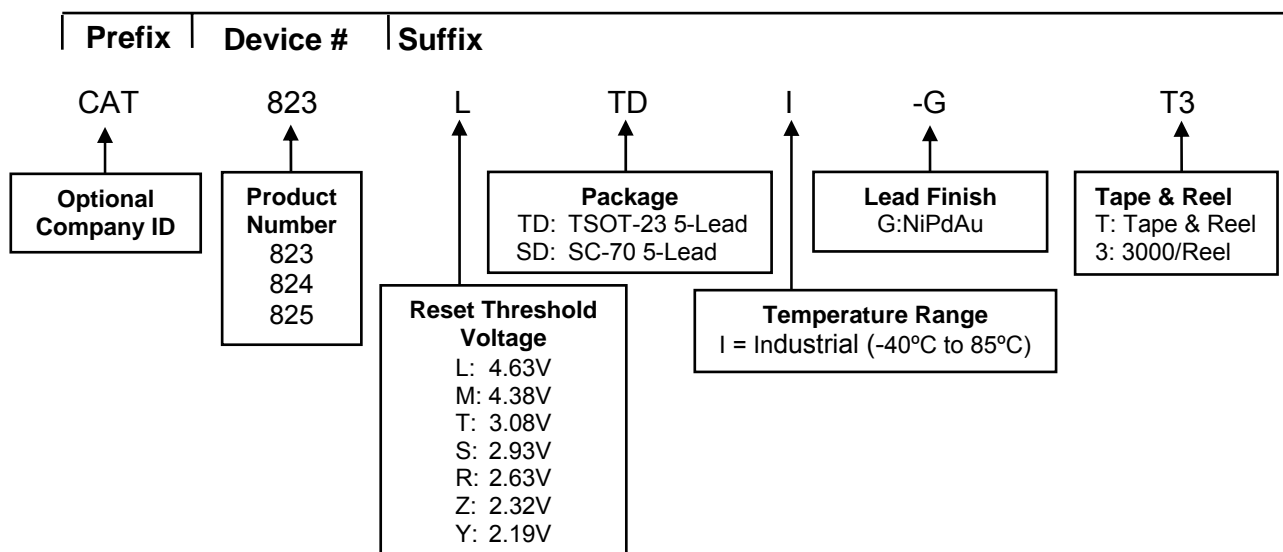 Prefix Device # Suffix
CAT 823 L TD I -G T3
Optional
Company ID
Product
Number
823
824
825
Reset Threshold
Voltage
L: 4.63V
M: 4.38V
T: 3.08V
S: 2.93V
R: 2.63V
Z: 2.32V
Y: 2.19V
Package
TD: TSOT-23 5-Lead
SD: SC-70 5-Lead
Temperature Range
I = Industrial (-40ºC to 85ºC)
Lead Finish
G:NiPdAu
Tape & Reel
T: Tape & Reel
3: 3000/Reel